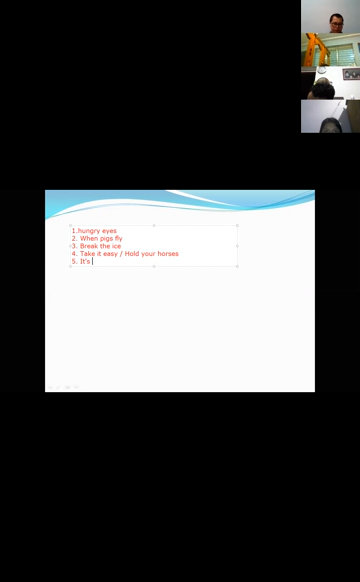 1.hungry eyes
2. When pigs fly
3. Break the ice
4. Take it easy / Hold your horses
5. It's